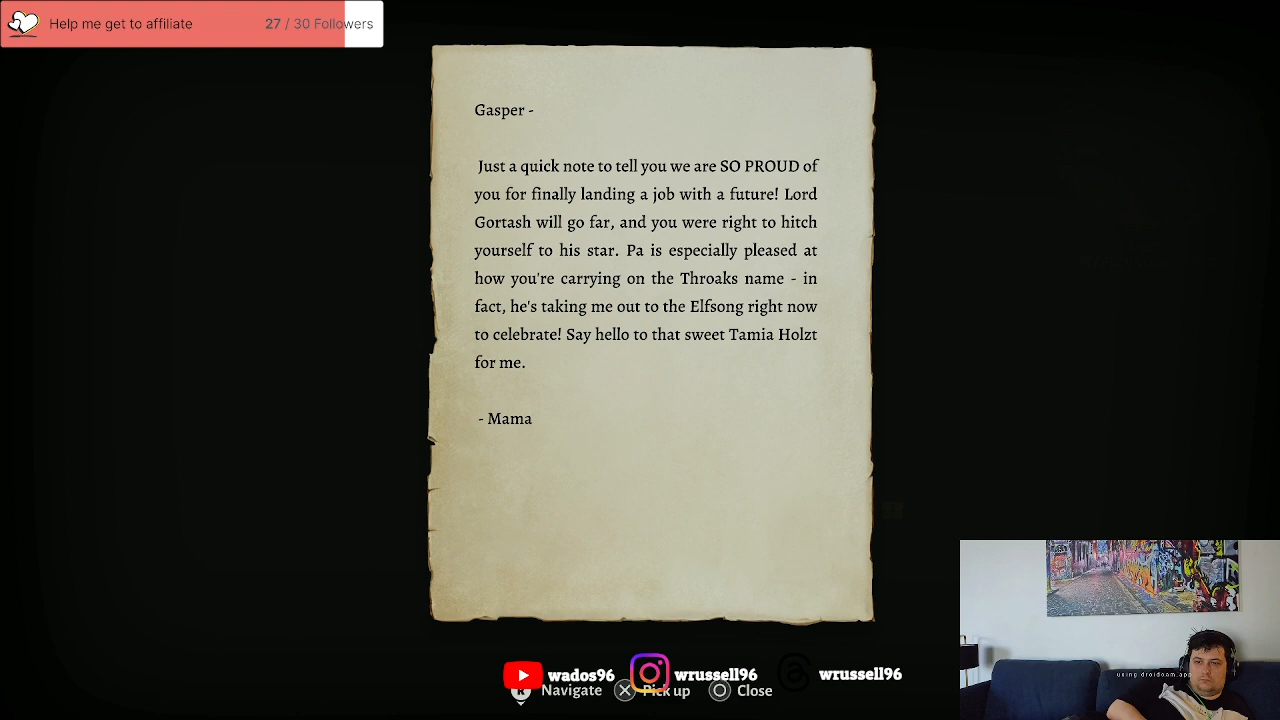 Help me get to affiliate 27 / 30 Followers
Gasper -
Just a quick note to tell you we are SO PROUD of
you for finally landing a job with a future! Lord
Gortash will go far, and you were right to hitch
yourself to his star. Pa is especially pleased at
how you're carrying on the Throaks name - in
fact, he's taking me out to the Elfsong right now
to celebrate! Say hello to that sweet Tamia Holzt
for me.
- Mama
using droidcam app
wados96 wrussell96 wrussell96
R Navigate Pick up Close